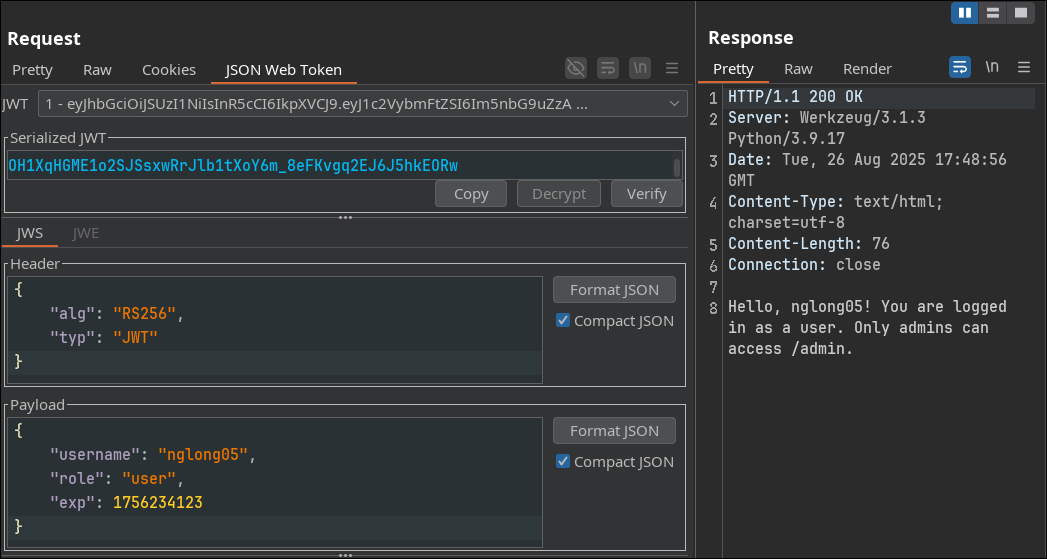 Request
Pretty Raw Cookies JSON Web Token \n
JWT 1 - eyJhbGciOiJSUzI1NiIsInR5cCI6IkpXVCJ9.eyJ1c2VybmFtZSI6Im5nbG9uZzA ...
Serialized JWT
OH1XqHGME1o2SJSsxwRrJlb1tXoY6m_8eFKvgq2EJ6J5hkEORw
Copy Decrypt Verify
JWS JWE
Header
{
"alg": "RS256",
"typ": "JWT"
}
Format JSON
Compact JSON
Payload
{
"username": "nglong05",
"role": "user",
"exp": 1756234123
}
Format JSON
Compact JSON
Response
Pretty Raw Render \n
1 HTTP/1.1 200 OK
2 Server: Werkzeug/3.1.3
Python/3.9.17
3 Date: Tue, 26 Aug 2025 17:48:56
GMT
4 Content-Type: text/html;
charset=utf-8
5 Content-Length: 76
6 Connection: close
7
8 Hello, nglong05! You are logged
in as a user. Only admins can
access /admin.